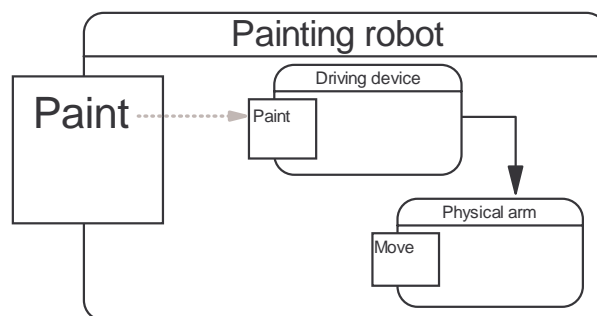 Painting robot
Driving device
Paint
Paint
Physical arm
Move